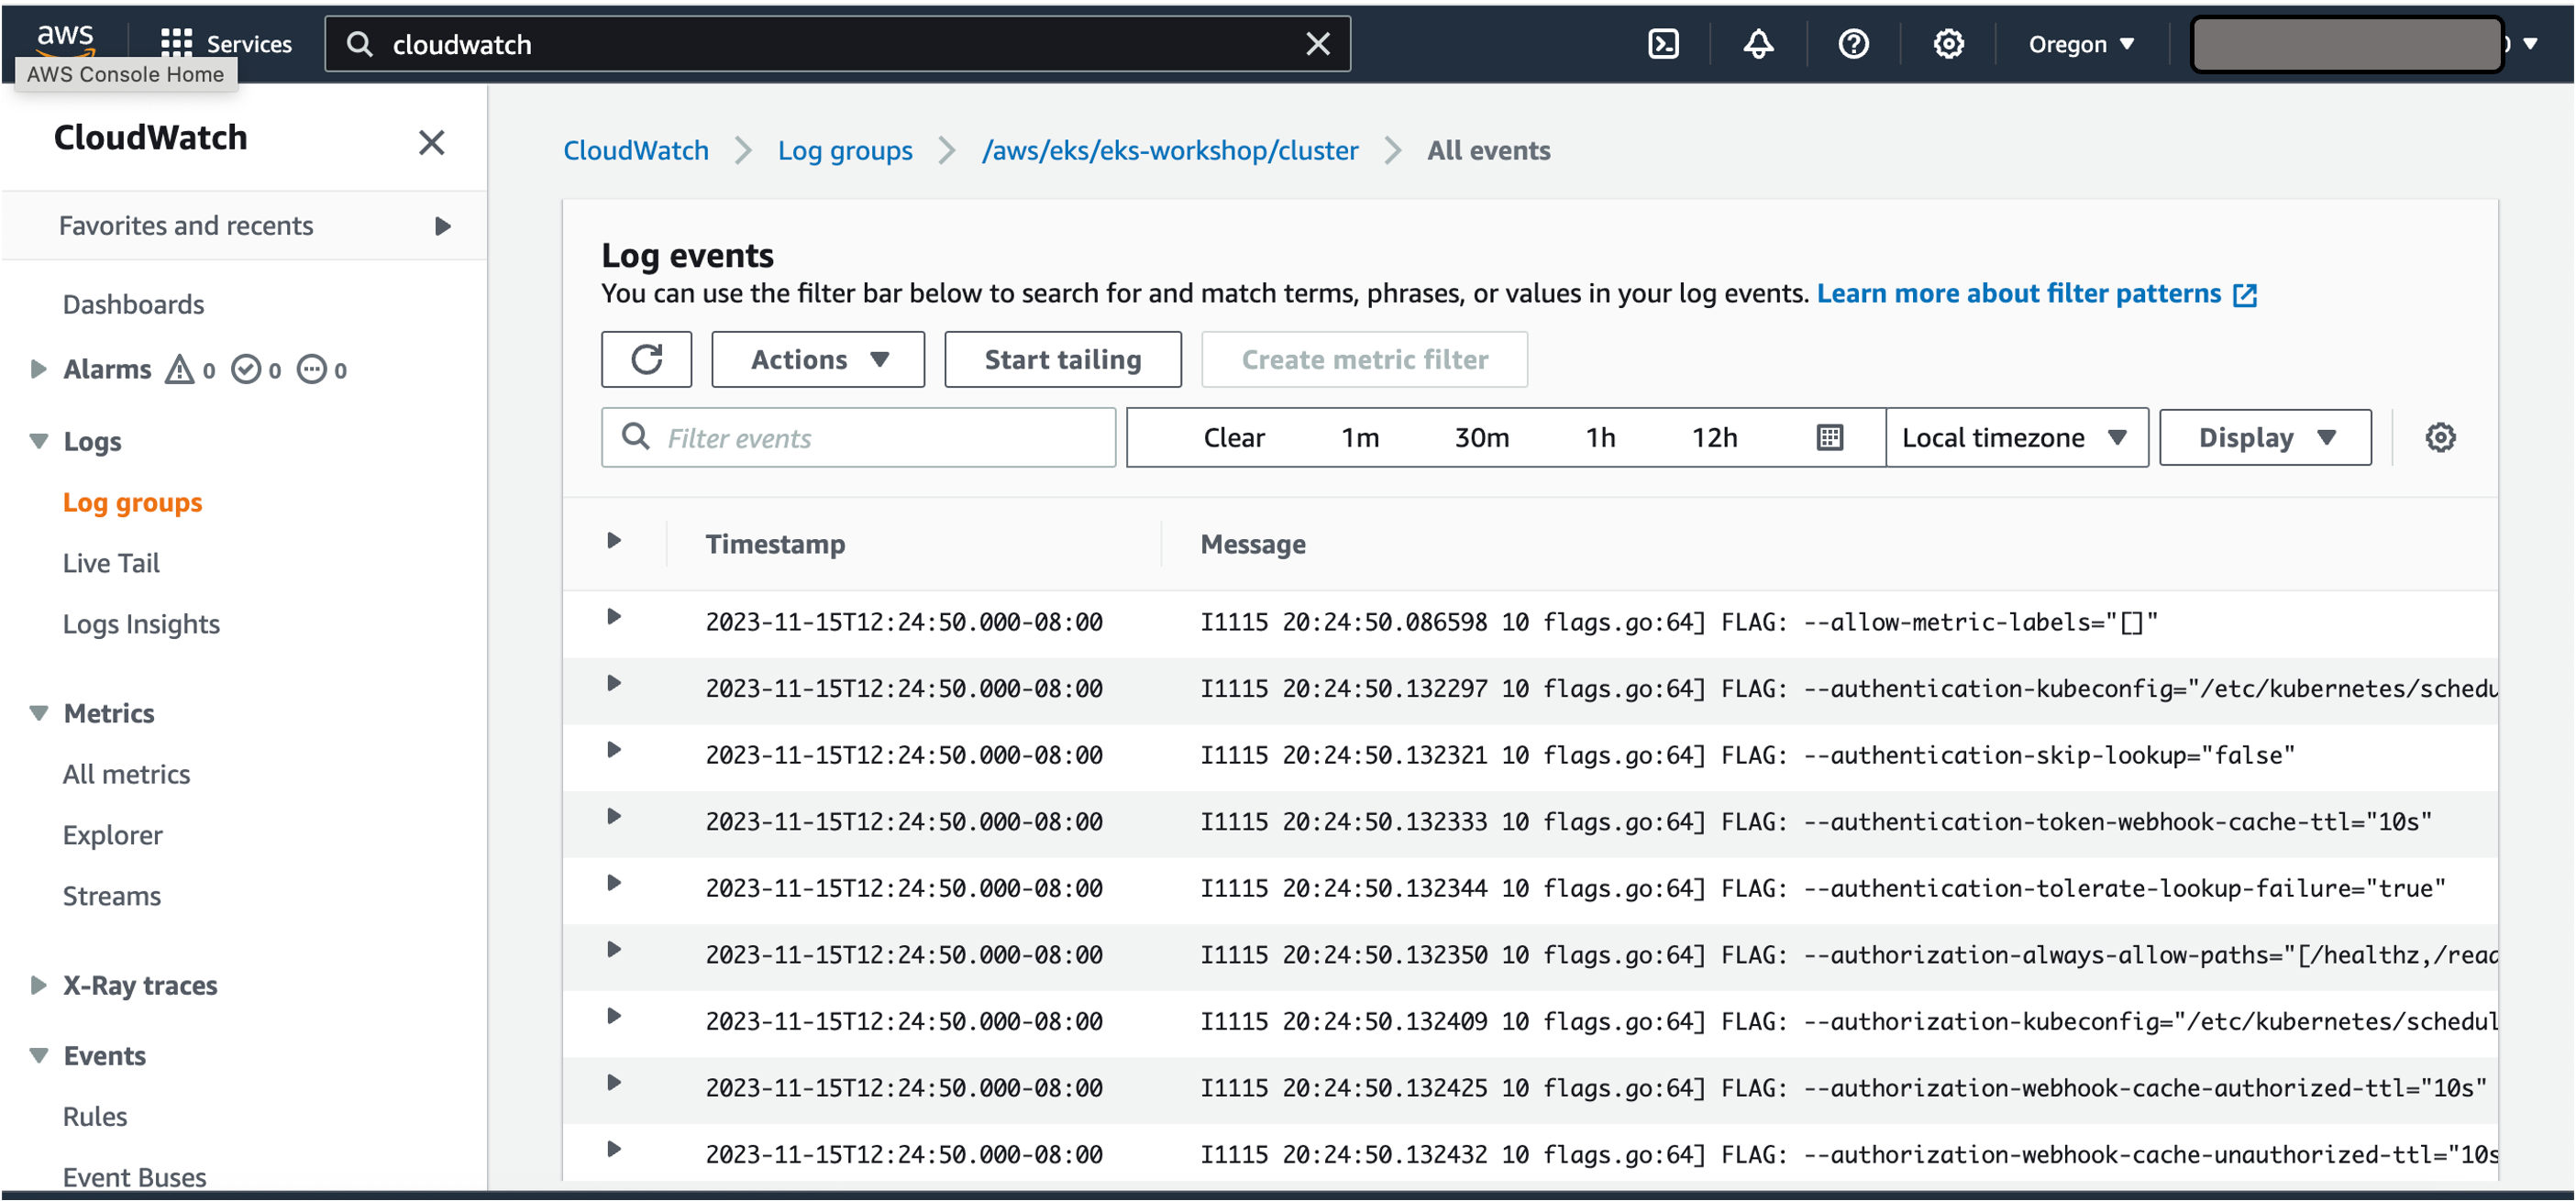 aws
Services
cloudwatch
Oregon
AWS Console Home
CloudWatch
Favorites and recents
Dashboards
Alarms 0 0 0
Logs
Log groups
Live Tail
Logs Insights
Metrics
All metrics
Explorer
Streams
X-Ray traces
Events
Rules
Event Buses
CloudWatch Log groups /aws/eks/eks-workshop/cluster All events
Log events
You can use the filter bar below to search for and match terms, phrases, or values in your log events. Learn more about filter patterns
Actions Start tailing Create metric filter
Filter events Clear 1m 30m 1h 12h Local timezone Display
Timestamp Message
2023-11-15T12:24:50.000-08:00 I1115 20:24:50.086598 10 flags.go:64] FLAG: --allow-metric-labels="[]"
2023-11-15T12:24:50.000-08:00 I1115 20:24:50.132297 10 flags.go:64] FLAG: --authentication-kubeconfig="/etc/kubernetes/schedu
2023-11-15T12:24:50.000-08:00 I1115 20:24:50.132321 10 flags.go:64] FLAG: --authentication-skip-lookup="false"
2023-11-15T12:24:50.000-08:00 I1115 20:24:50.132333 10 flags.go:64] FLAG: --authentication-token-webhook-cache-ttl="10s"
2023-11-15T12:24:50.000-08:00 I1115 20:24:50.132344 10 flags.go:64] FLAG: --authentication-tolerate-lookup-failure="true"
2023-11-15T12:24:50.000-08:00 I1115 20:24:50.132350 10 flags.go:64] FLAG: --authorization-always-allow-paths="[/healthz,/read
2023-11-15T12:24:50.000-08:00 I1115 20:24:50.132409 10 flags.go:64] FLAG: --authorization-kubeconfig="/etc/kubernetes/schedul
2023-11-15T12:24:50.000-08:00 I1115 20:24:50.132425 10 flags.go:64] FLAG: --authorization-webhook-cache-authorized-ttl="10s"
2023-11-15T12:24:50.000-08:00 I1115 20:24:50.132432 10 flags.go:64] FLAG: --authorization-webhook-cache-unauthorized-ttl="10s